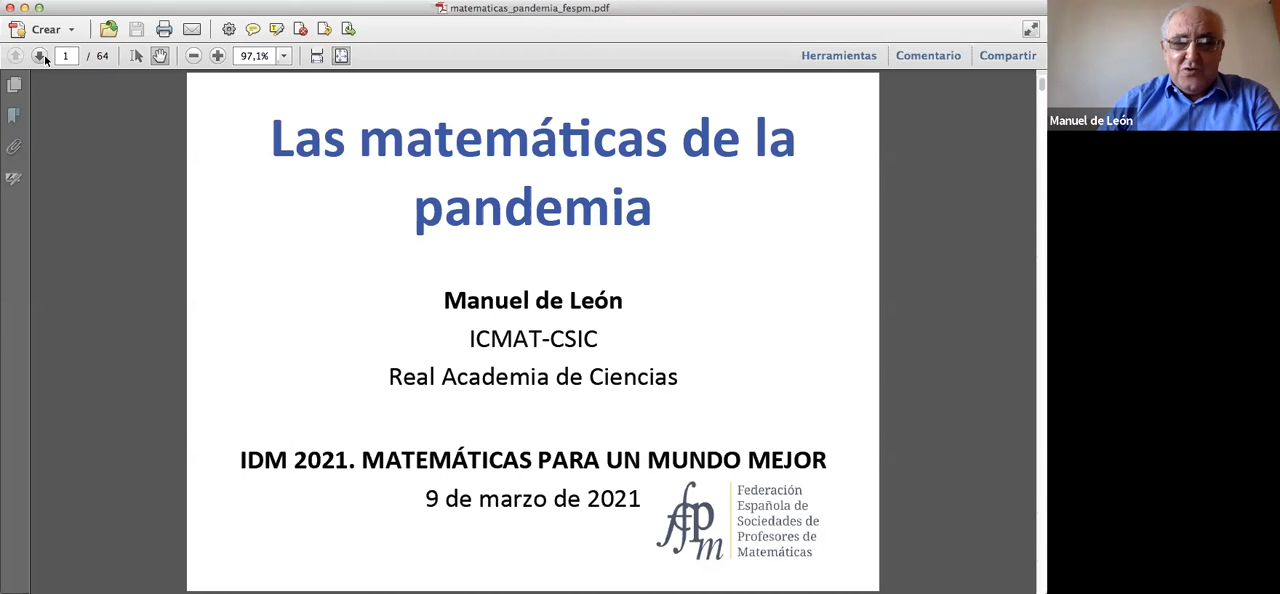 matematicas_pandemia_fespm.pdf
Crear
1 / 64
97,1%
Herramientas
Comentario
Compartir
Las matemáticas de la
pandemia
Manuel de León
ICMAT-CSIC
Real Academia de Ciencias
IDM 2021. MATEMÁTICAS PARA UN MUNDO MEJOR
9 de marzo de 2021
ffpm
Federación
Española de
Sociedades de
Profesores de
Matemáticas
Manuel de León